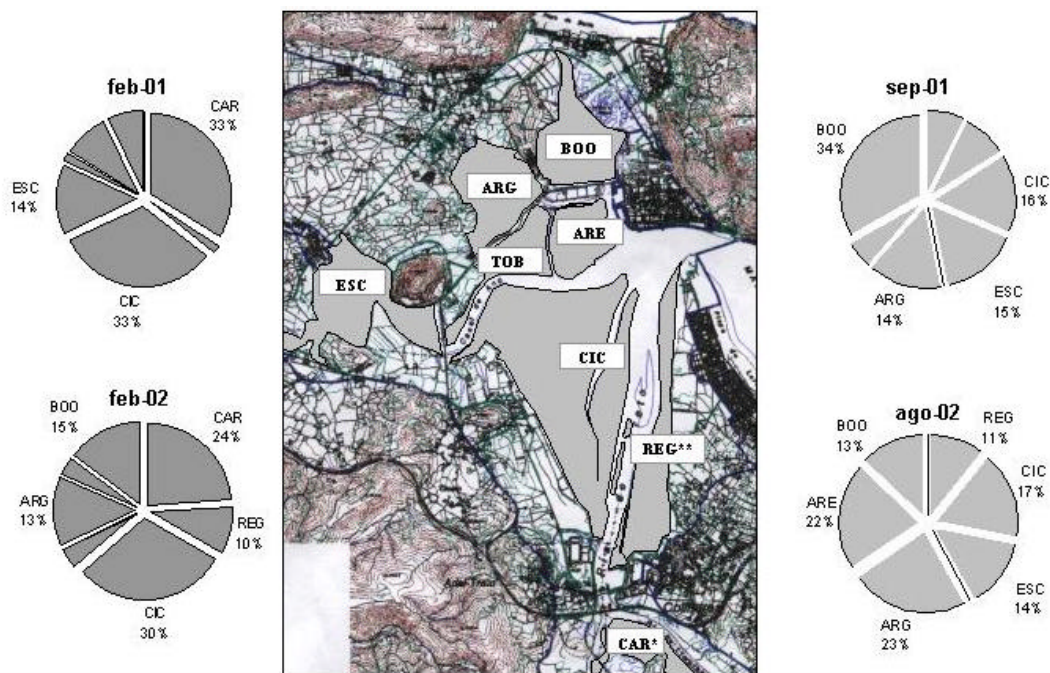 feb-01
CAR
33%
ESC
14%
CIC
33%
feb-02
BOO
15%
CAR
24%
ARG
13%
REG
10%
CIC
30%
BOO
ARG
ARE
TOB
ESC
CIC
REG**
CAR*
sep-01
BOO
34%
CIC
16%
ARG
14%
ESC
15%
ago-02
BOO
13%
REG
11%
CIC
17%
ARE
22%
ESC
14%
ARG
23%